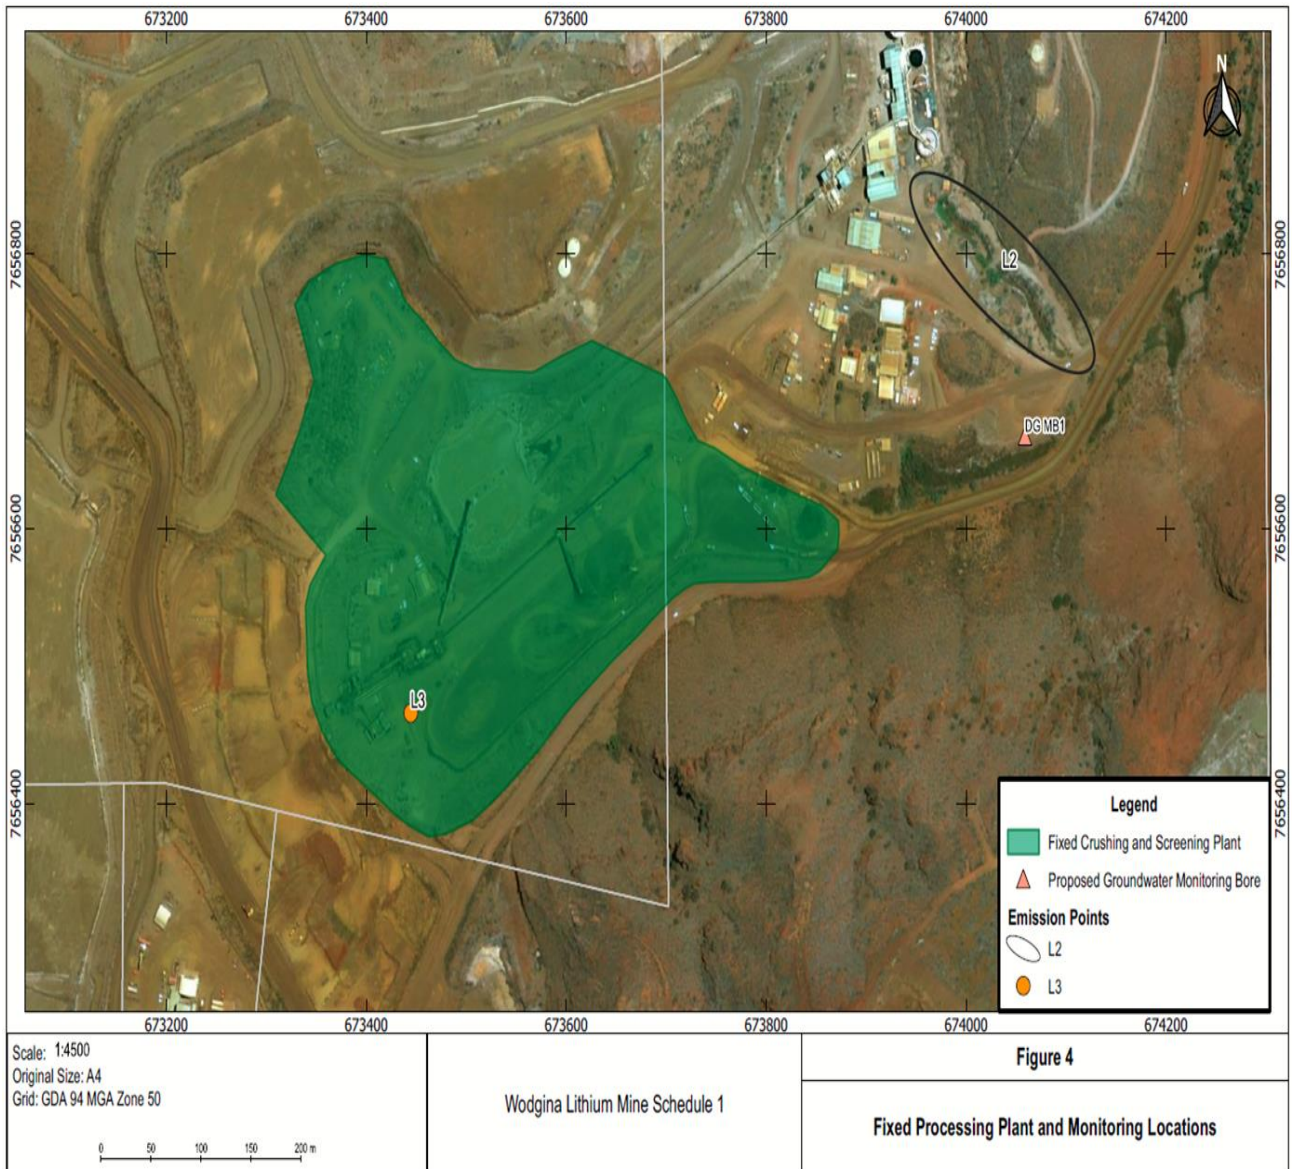 673200 673400 673600 673800 674000 674200
N
7656800 7656800
L2
DG MB1
7656600 7656600
L3
7656400 7656400
Legend
Fixed Crushing and Screening Plant
Proposed Groundwater Monitoring Bore
Emission Points
L2
L3
673200 673400 673600 673800 674000 674200
Scale: 1:4500
Original Size: A4
Grid: GDA 94 MGA Zone 50
0 50 100 150 200 m
Wodgina Lithium Mine Schedule 1
Figure 4
Fixed Processing Plant and Monitoring Locations